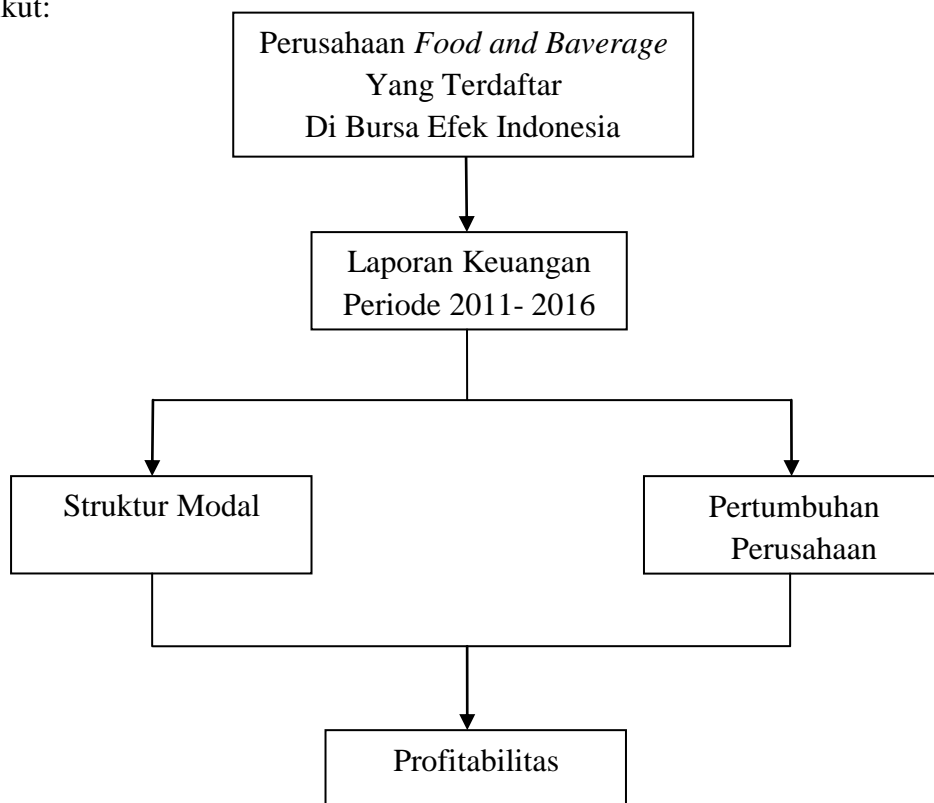 kut:
Perusahaan Food and Baverage
Yang Terdaftar
Di Bursa Efek Indonesia
Laporan Keuangan
Periode 2011- 2016
Struktur Modal
Pertumbuhan
Perusahaan
Profitabilitas